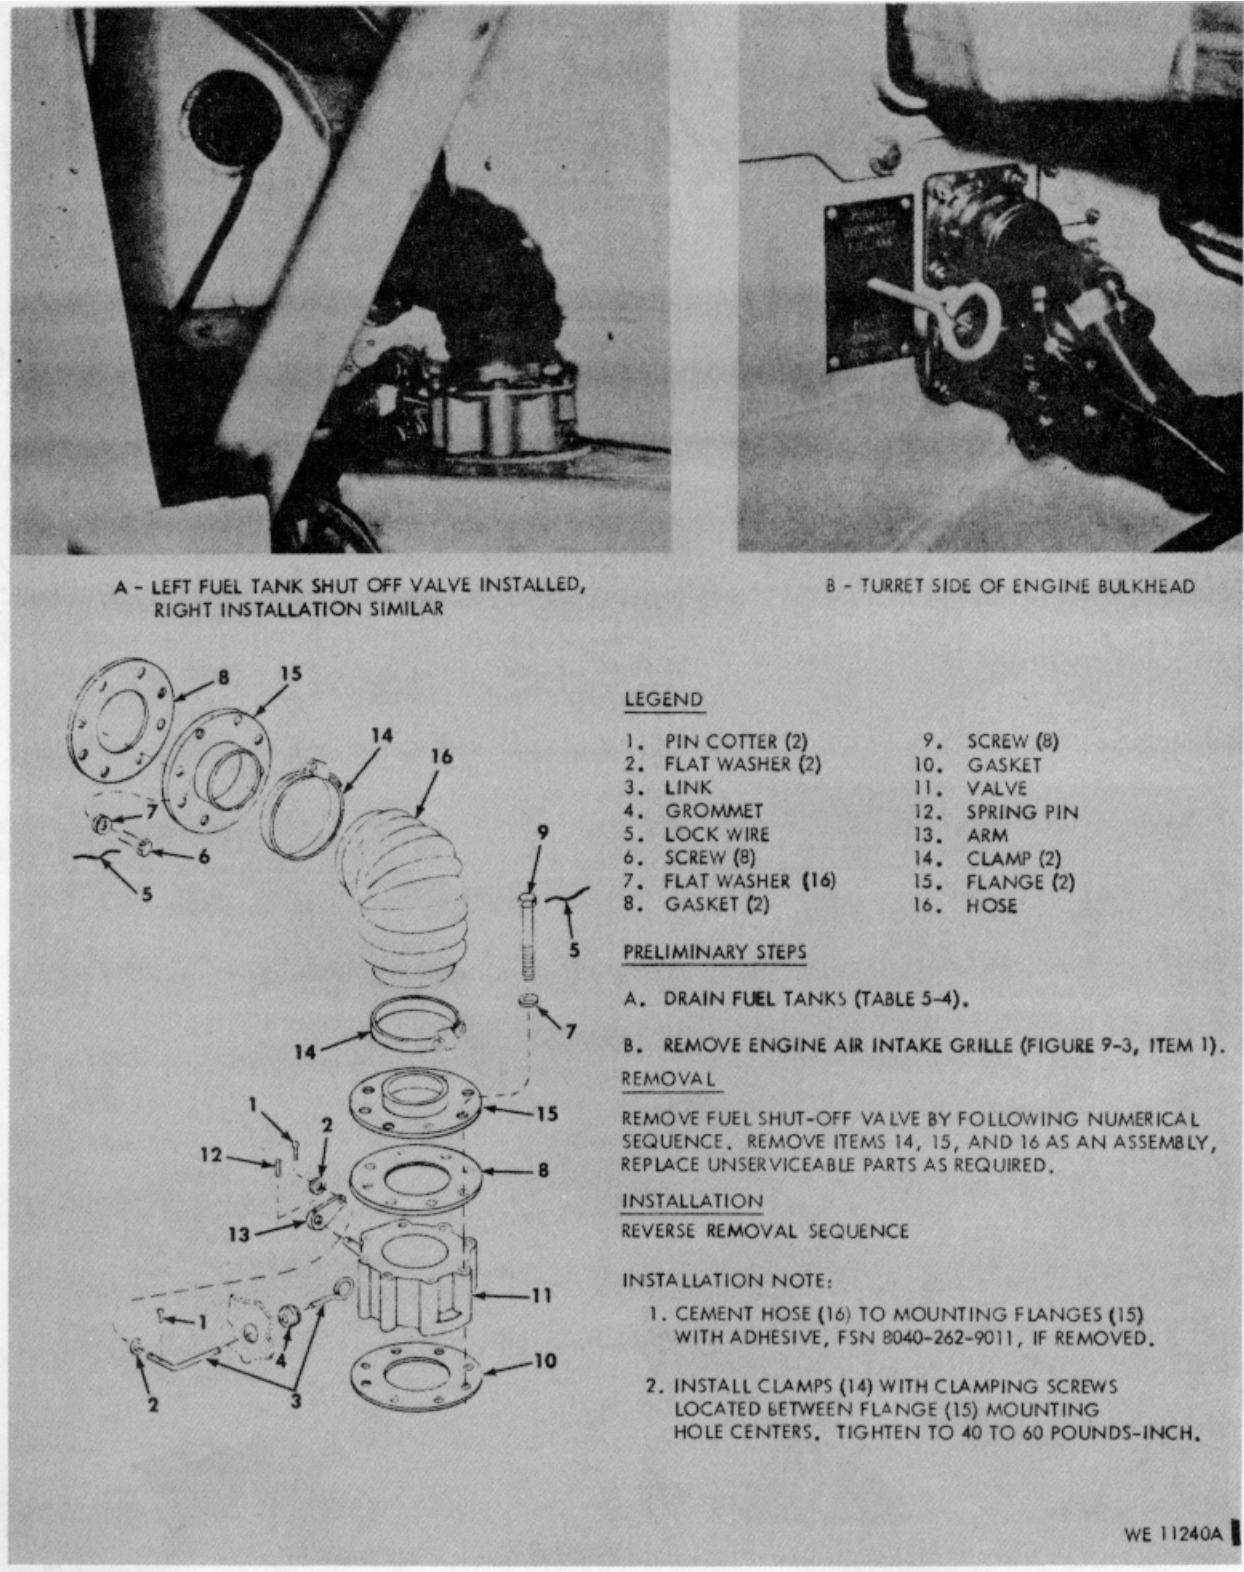 A - LEFT FUEL TANK SHUT OFF VALVE INSTALLED,
RIGHT INSTALLATION SIMILAR
B - TURRET SIDE OF ENGINE BULKHEAD
8
15
14
16
7
6
5
9
5
7
14
15
1
2
12
8
13
11
1
4
10
2
3
LEGEND
1. PIN COTTER (2)
2. FLAT WASHER (2)
3. LINK
4. GROMMET
5. LOCK WIRE
6. SCREW (8)
7. FLAT WASHER (16)
8. GASKET (2)
9. SCREW (8)
10. GASKET
11. VALVE
12. SPRING PIN
13. ARM
14. CLAMP (2)
15. FLANGE (2)
16. HOSE
PRELIMINARY STEPS
A. DRAIN FUEL TANKS (TABLE 5-4).
B. REMOVE ENGINE AIR INTAKE GRILLE (FIGURE 9-3, ITEM 1).
REMOVAL
REMOVE FUEL SHUT-OFF VALVE BY FOLLOWING NUMERICAL
SEQUENCE. REMOVE ITEMS 14, 15, AND 16 AS AN ASSEMBLY,
REPLACE UNSERVICEABLE PARTS AS REQUIRED.
INSTALLATION
REVERSE REMOVAL SEQUENCE
INSTALLATION NOTE:
1. CEMENT HOSE (16) TO MOUNTING FLANGES (15)
WITH ADHESIVE, FSN 8040-262-9011, IF REMOVED.
2. INSTALL CLAMPS (14) WITH CLAMPING SCREWS
LOCATED BETWEEN FLANGE (15) MOUNTING
HOLE CENTERS. TIGHTEN TO 40 TO 60 POUNDS-INCH.
WE 11240A